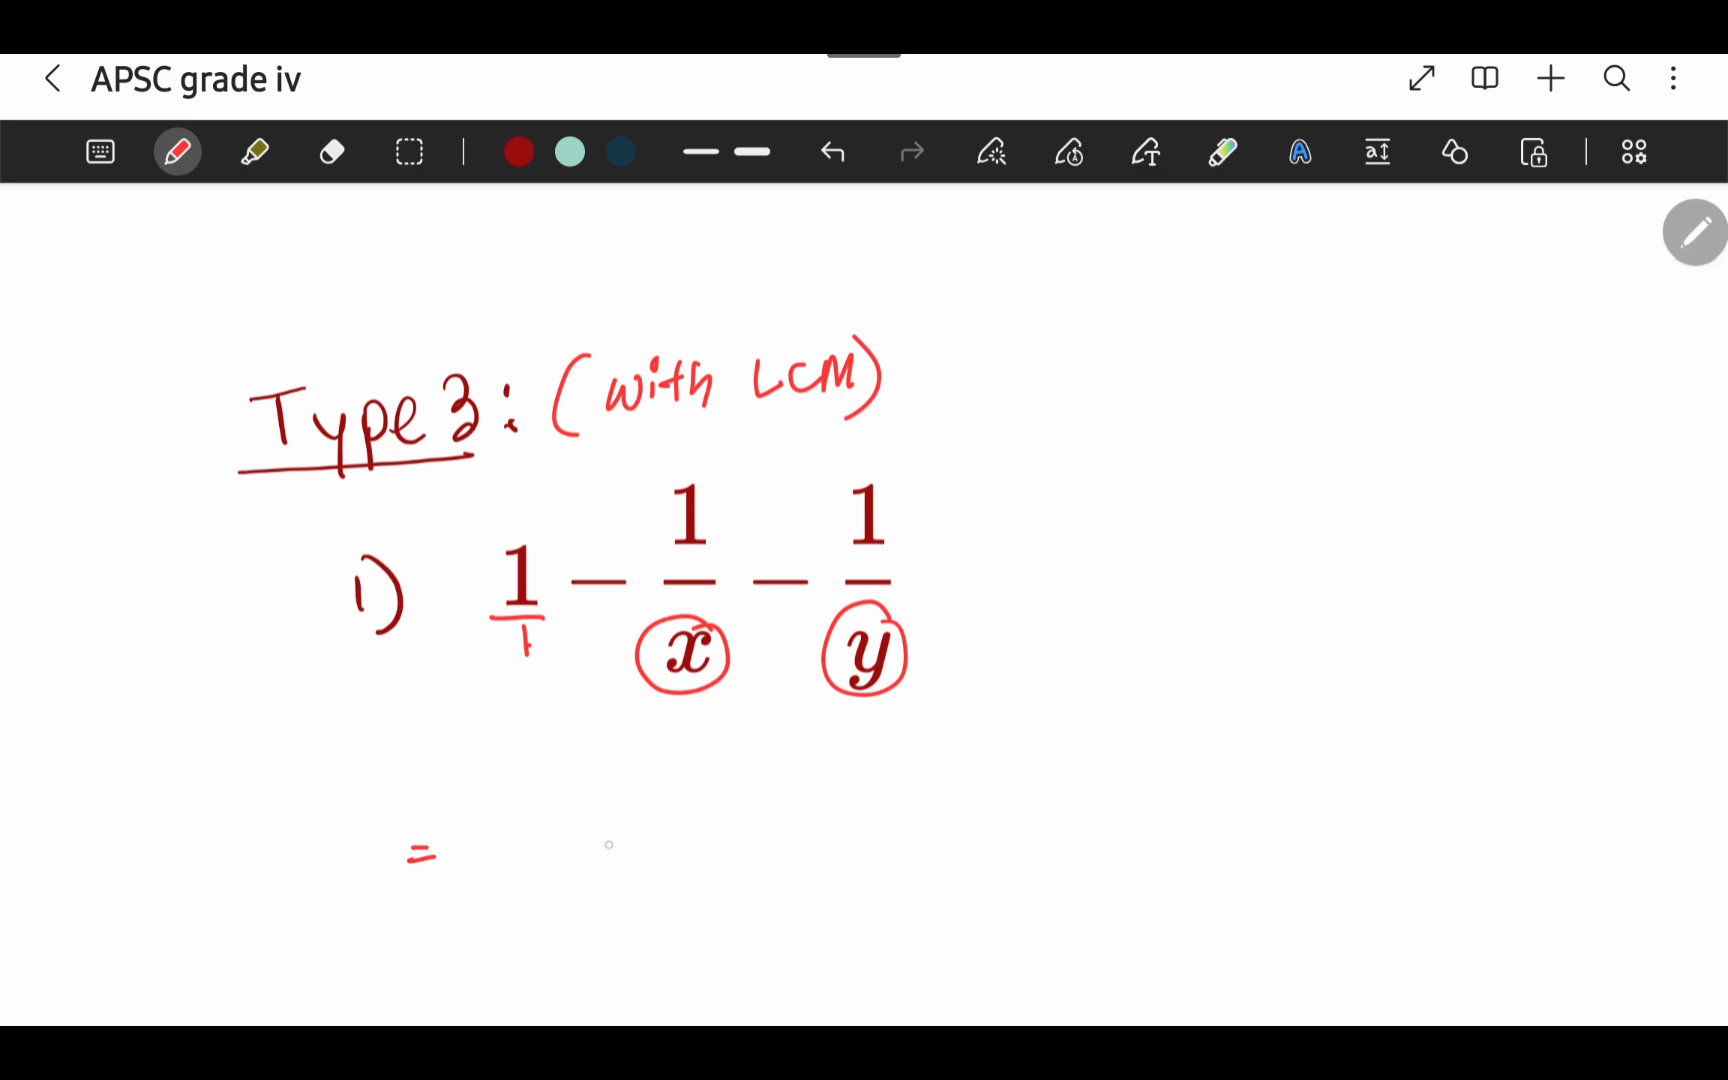 APSC grade iv
Type 3: (with LCM)
1) 1/1 − 1/x − 1/y
=